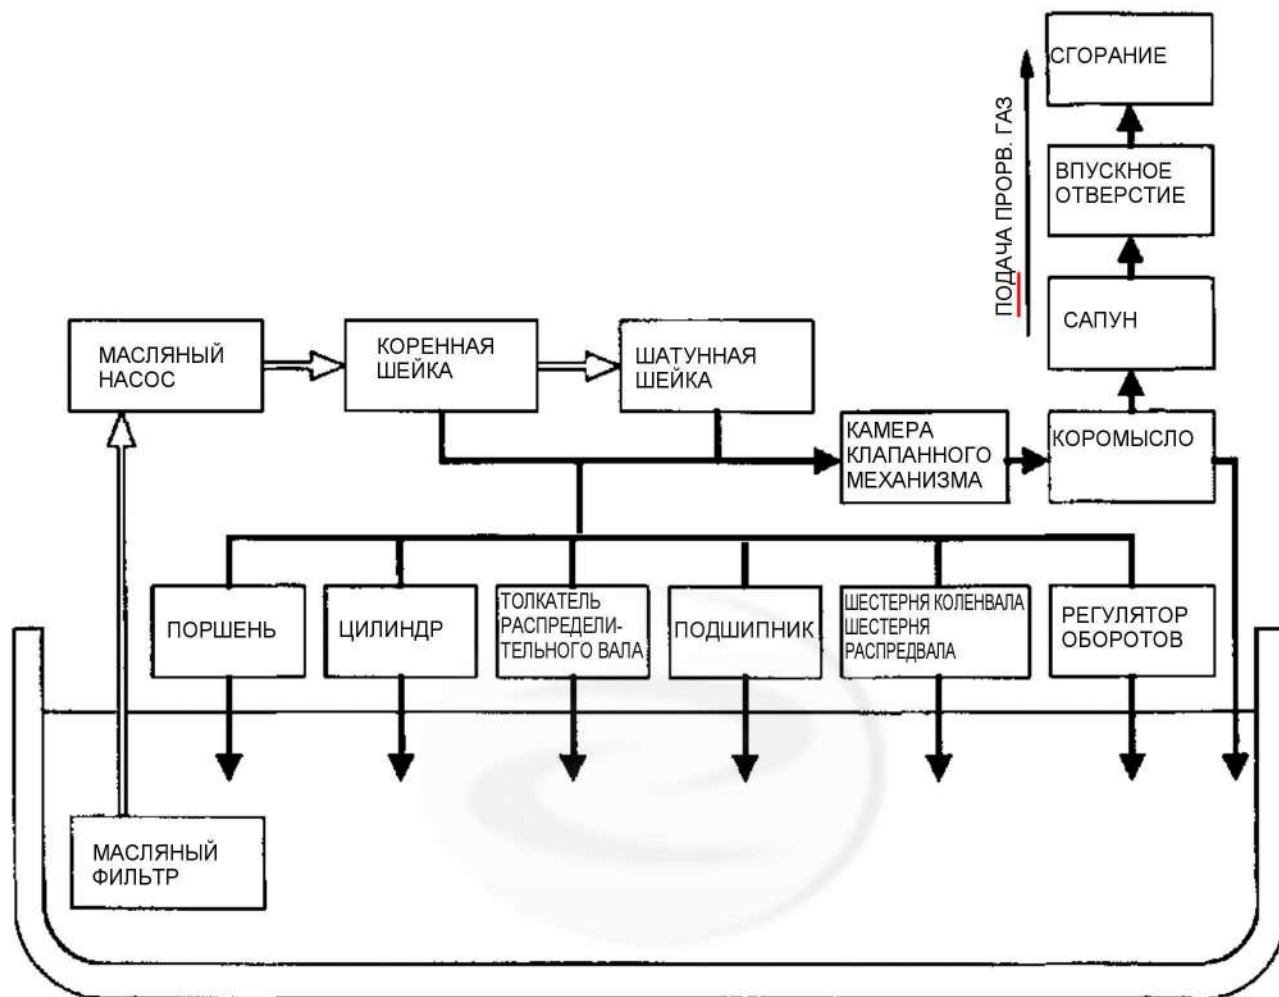 СГОРАНИЕ
ПОДАЧА ПРОРВ. ГАЗ
ВПУСКНОЕ
ОТВЕРСТИЕ
САПУН
МАСЛЯНЫЙ
НАСОС
КОРЕННАЯ
ШЕЙКА
ШАТУННАЯ
ШЕЙКА
КАМЕРА
КЛАПАННОГО
МЕХАНИЗМА
КОРОМЫСЛО
ПОРШЕНЬ
ЦИЛИНДР
ТОЛКАТЕЛЬ
РАСПРЕДЕЛИ-
ТЕЛЬНОГО ВАЛА
ПОДШИПНИК
ШЕСТЕРНЯ КОЛЕНВАЛА
ШЕСТЕРНЯ
РАСПРЕДВАЛА
РЕГУЛЯТОР
ОБОРОТОВ
МАСЛЯНЫЙ
ФИЛЬТР